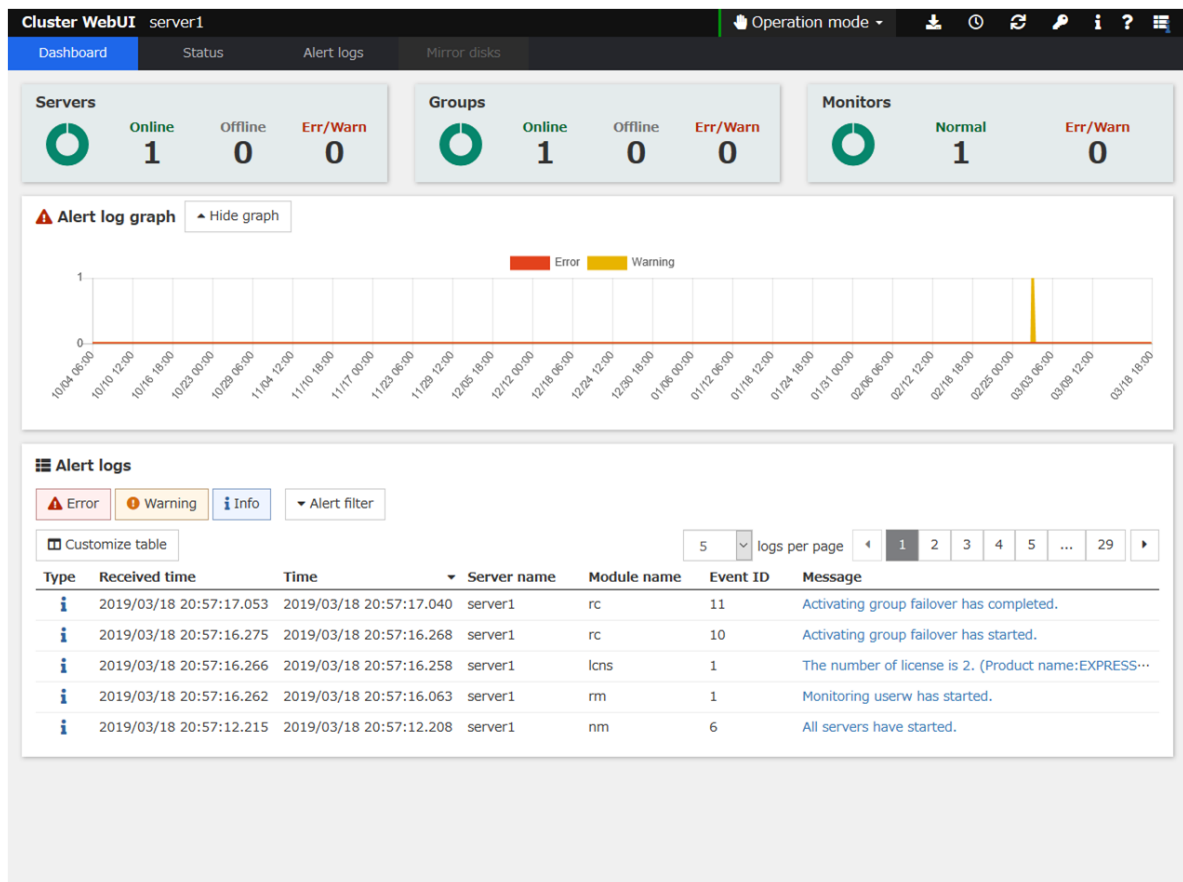 Cluster WebUI server1 Operation mode
Dashboard Status Alert logs Mirror disks
Servers Groups Monitors
Online Offline Err/Warn Online Offline Err/Warn Normal Err/Warn
1 0 0 1 0 0 1 0
Alert log graph Hide graph
Error Warning
1
0
10/04 06:00 10/10 12:00 10/16 18:00 10/23 00:00 10/29 06:00 11/04 12:00 11/10 18:00 11/17 00:00 11/23 06:00 11/29 12:00 12/05 18:00 12/12 00:00 12/18 06:00 12/24 12:00 12/30 18:00 01/06 00:00 01/12 06:00 01/18 12:00 01/24 18:00 01/31 00:00 02/06 06:00 02/12 12:00 02/18 18:00 02/25 00:00 03/03 06:00 03/09 12:00 03/18 18:00
Alert logs
Error Warning Info Alert filter
Customize table 5 logs per page 1 2 3 4 5 ... 29
Type Received time Time Server name Module name Event ID Message
2019/03/18 20:57:17.053 2019/03/18 20:57:17.040 server1 rc 11 Activating group failover has completed.
2019/03/18 20:57:16.275 2019/03/18 20:57:16.268 server1 rc 10 Activating group failover has started.
2019/03/18 20:57:16.266 2019/03/18 20:57:16.258 server1 lcns 1 The number of license is 2. (Product name:EXPRESS···
2019/03/18 20:57:16.262 2019/03/18 20:57:16.063 server1 rm 1 Monitoring userw has started.
2019/03/18 20:57:12.215 2019/03/18 20:57:12.208 server1 nm 6 All servers have started.